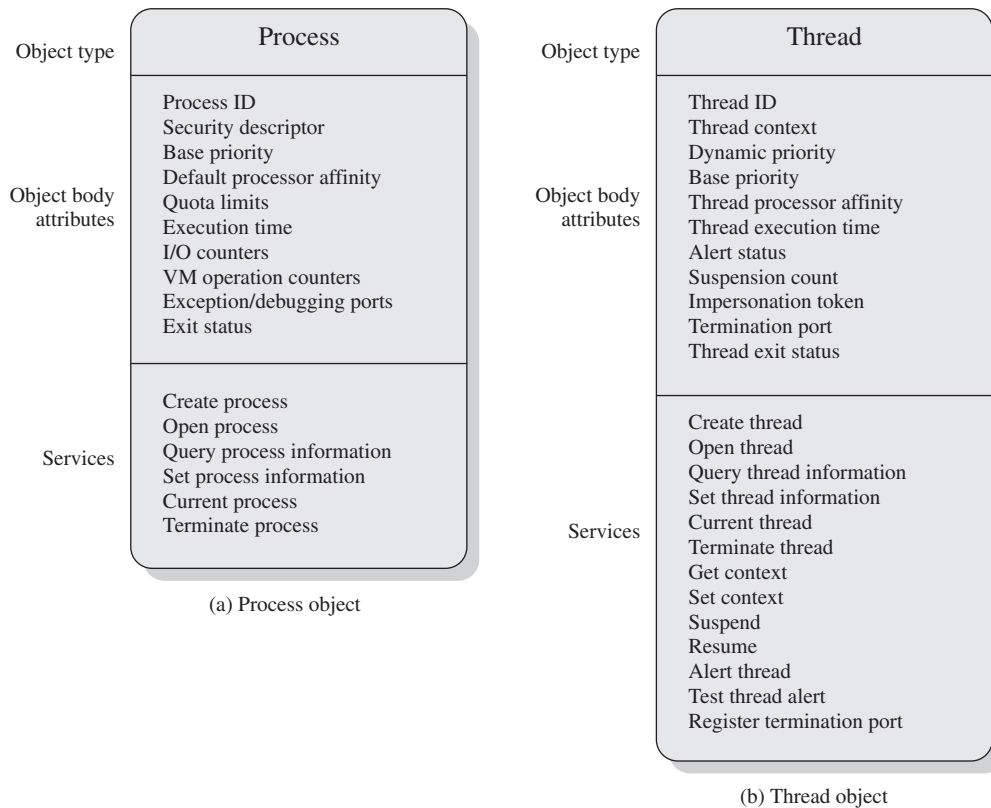 Object type
Process
Object body
attributes
Process ID
Security descriptor
Base priority
Default processor affinity
Quota limits
Execution time
I/O counters
VM operation counters
Exception/debugging ports
Exit status
Services
Create process
Open process
Query process information
Set process information
Current process
Terminate process
(a) Process object
Object type
Thread
Object body
attributes
Thread ID
Thread context
Dynamic priority
Base priority
Thread processor affinity
Thread execution time
Alert status
Suspension count
Impersonation token
Termination port
Thread exit status
Services
Create thread
Open thread
Query thread information
Set thread information
Current thread
Terminate thread
Get context
Set context
Suspend
Resume
Alert thread
Test thread alert
Register termination port
(b) Thread object